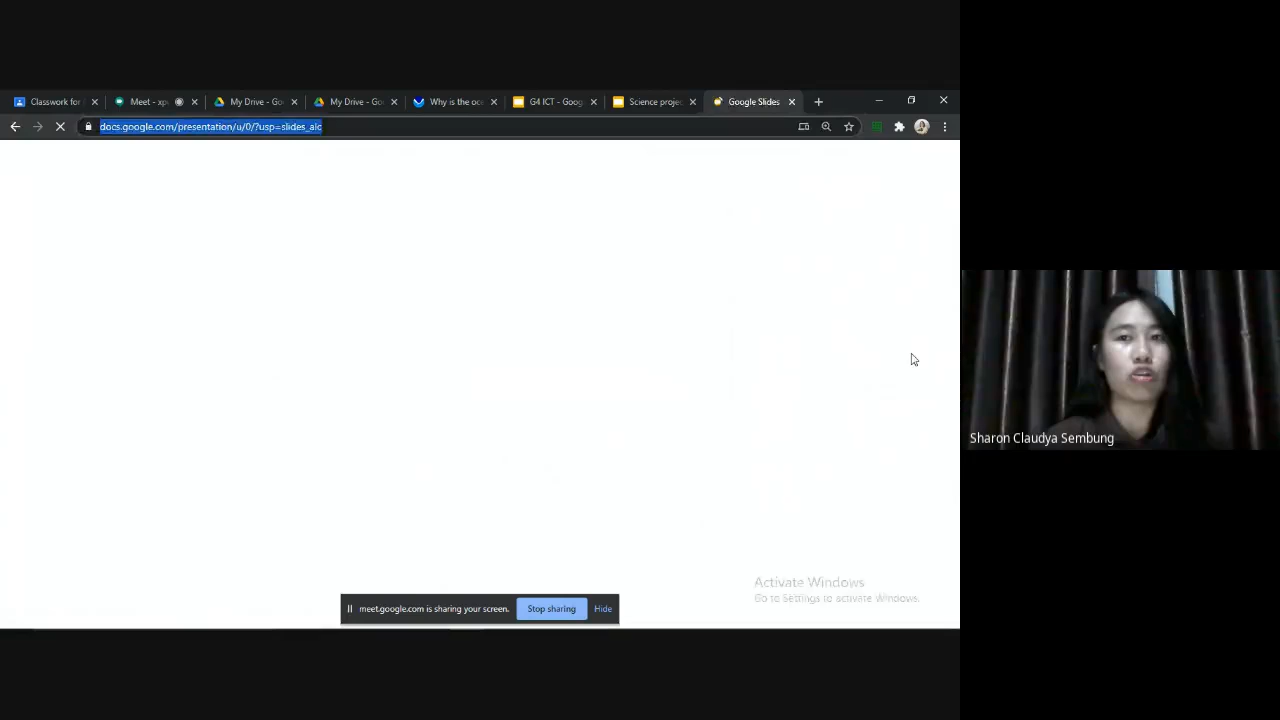 Classwork for
Meet - xp
My Drive - Go
My Drive - Go
Why is the oc
G4 ICT - Goog
Science projec
Google Slides
docs.google.com/presentation/u/0/?usp=slides_alc
Sharon Claudya Sembung
Activate Windows
Go to Settings to activate Windows.
meet.google.com is sharing your screen.
Stop sharing
Hide